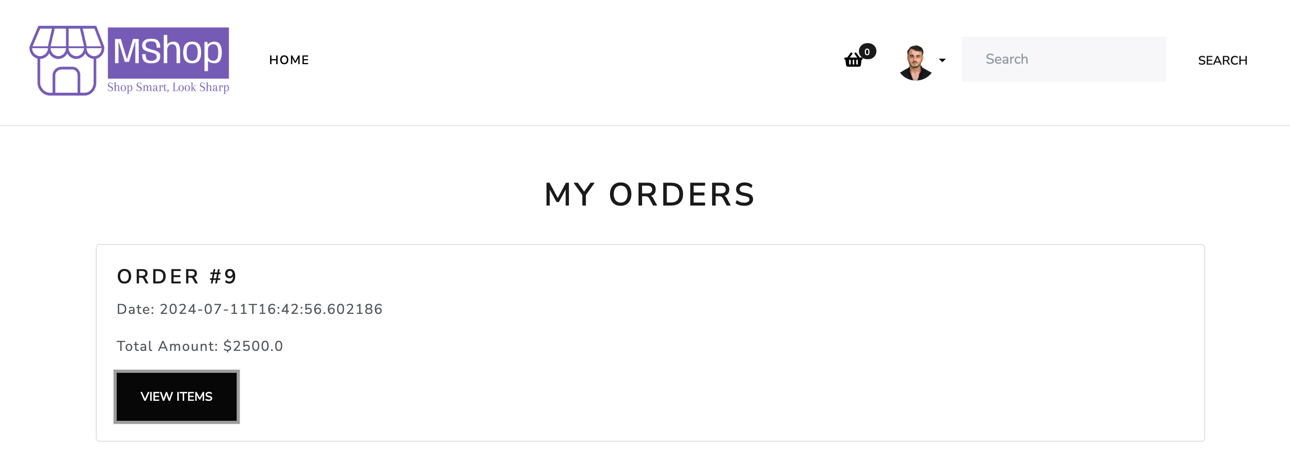 MShop
Shop Smart, Look Sharp
HOME
0
Search
SEARCH
MY ORDERS
ORDER #9
Date: 2024-07-11T16:42:56.602186
Total Amount: $2500.0
VIEW ITEMS